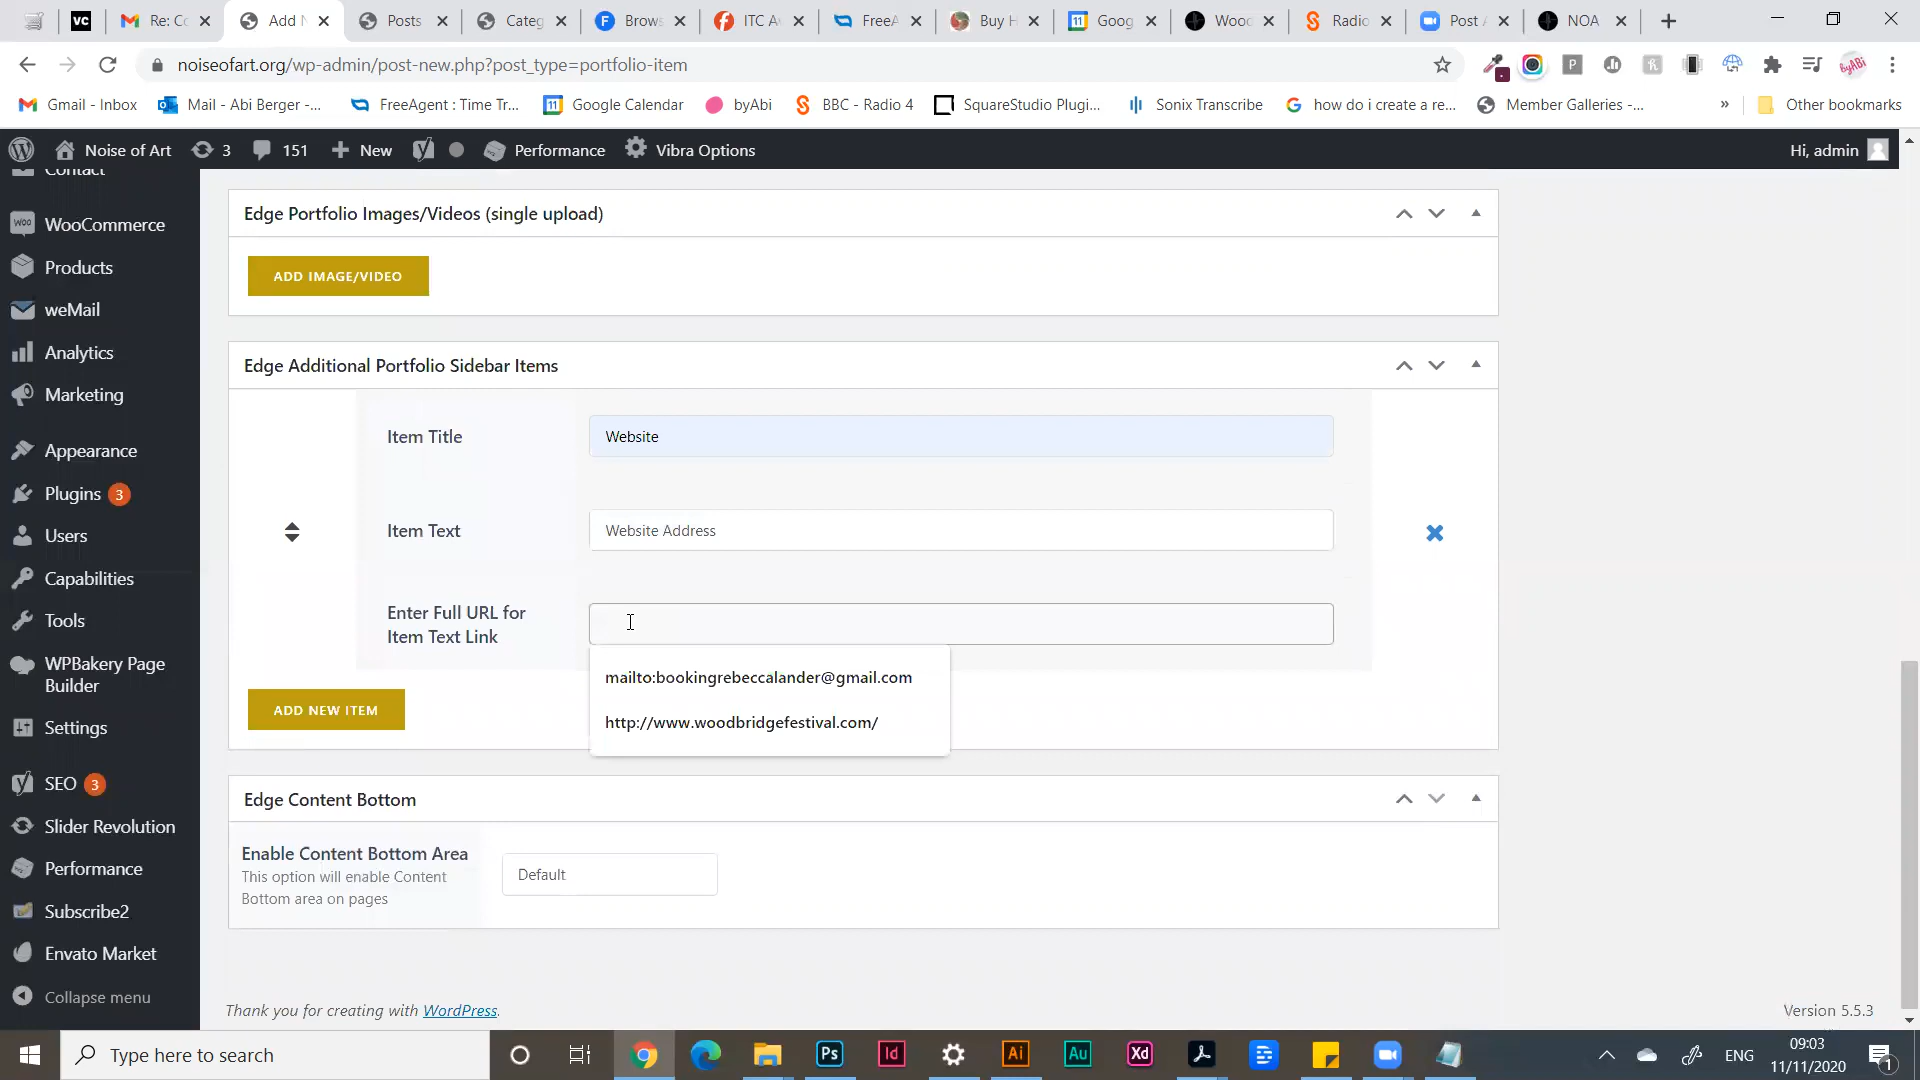 Re: Co
Add N
Posts
Categ
Brows
ITC Av
FreeA
Buy H
Goog
Wood
Radio
Post A
NOA
noiseofart.org/wp-admin/post-new.php?post_type=portfolio-item
Gmail - Inbox
Mail - Abi Berger -...
FreeAgent : Time Tr...
Google Calendar
byAbi
BBC - Radio 4
SquareStudio Plugi...
Sonix Transcribe
how do i create a re...
Member Galleries -...
»
Other bookmarks
Noise of Art
3
151
New
Performance
Vibra Options
Hi, admin
Contact
WooCommerce
Products
weMail
Analytics
Marketing
Appearance
Plugins 3
Users
Capabilities
Tools
WPBakery Page
Builder
Settings
SEO 3
Slider Revolution
Performance
Subscribe2
Envato Market
Collapse menu
Edge Portfolio Images/Videos (single upload)
ADD IMAGE/VIDEO
Edge Additional Portfolio Sidebar Items
Item Title
Website
Item Text
Website Address
Enter Full URL for
Item Text Link
mailto:bookingrebeccalander@gmail.com
http://www.woodbridgefestival.com/
ADD NEW ITEM
Edge Content Bottom
Enable Content Bottom Area
This option will enable Content
Bottom area on pages
Default
Thank you for creating with WordPress.
Version 5.5.3
Type here to search
ENG
09:03
11/11/2020
1